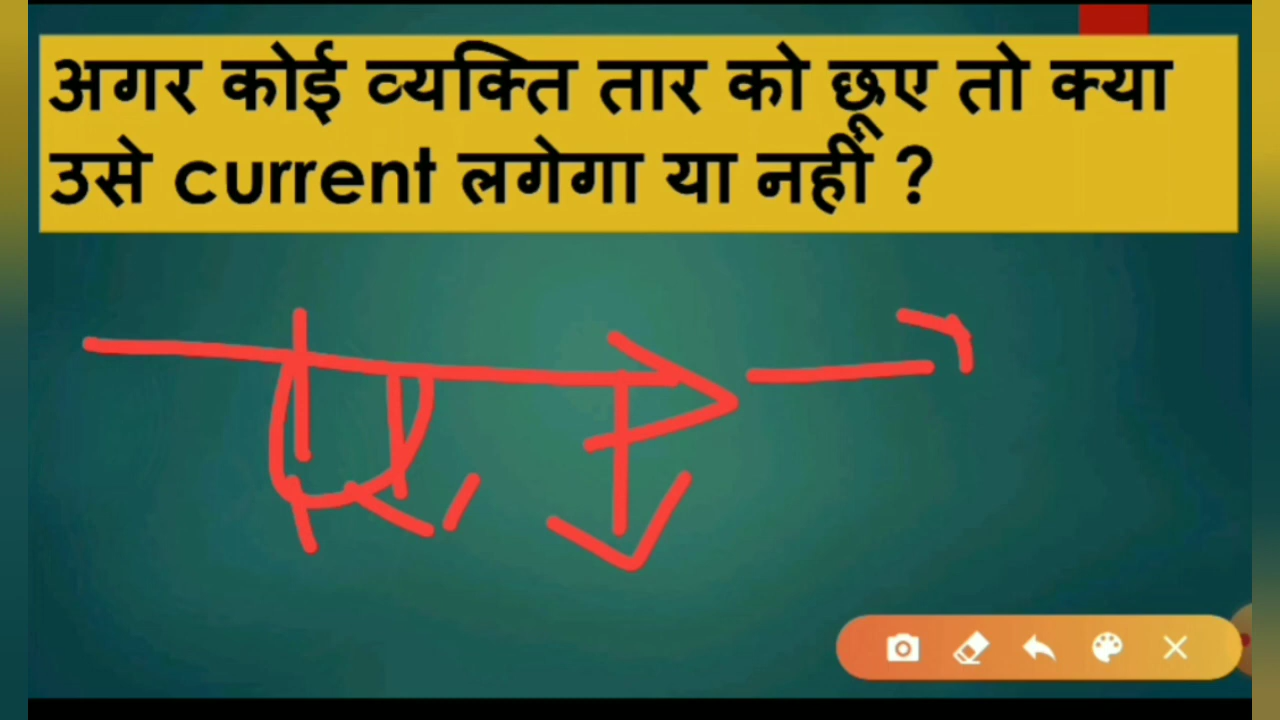 अगर कोई व्यक्ति तार को छूए तो क्या
उसे current लगेगा या नहीं ?